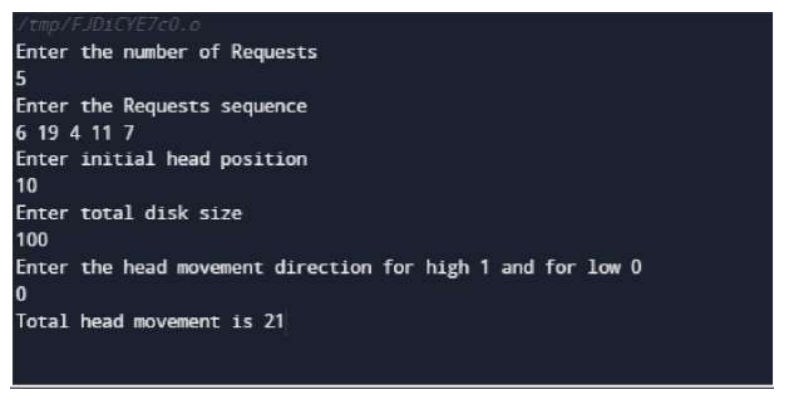 /tmp/FJDiCYE7c0.o
Enter the number of Requests
5
Enter the Requests sequence
6 19 4 11 7
Enter initial head position
10
Enter total disk size
100
Enter the head movement direction for high 1 and for low 0
0
Total head movement is 21